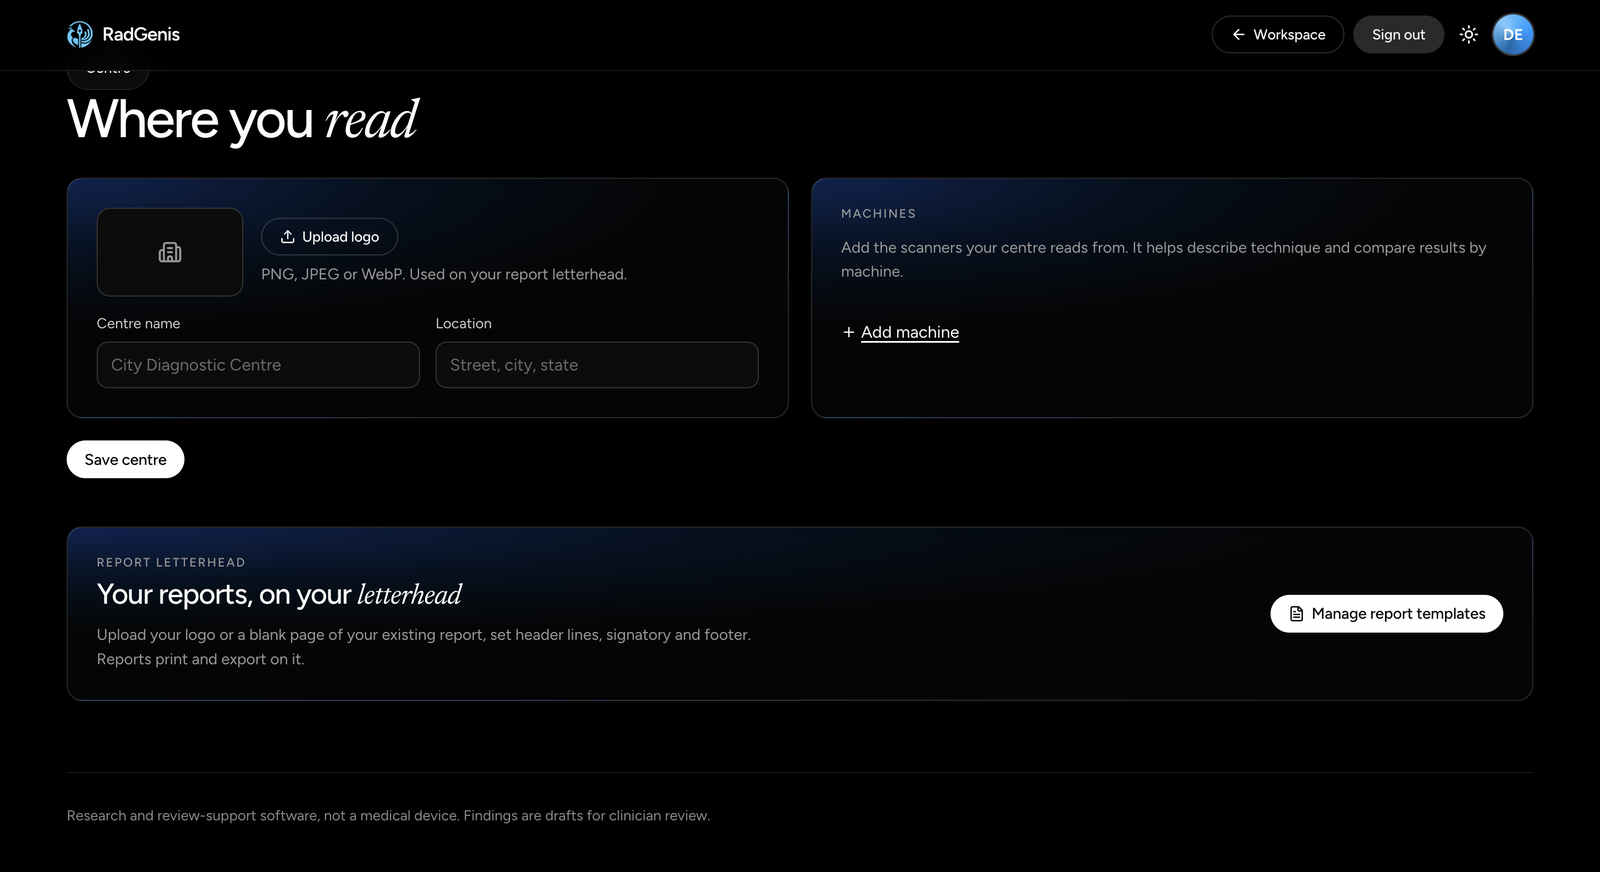 RadGenis
Workspace
Sign out
DE
Centre
Where you read
Upload logo
PNG, JPEG or WebP. Used on your report letterhead.
Centre name
Location
City Diagnostic Centre
Street, city, state
MACHINES
Add the scanners your centre reads from. It helps describe technique and compare results by
machine.
Add machine
Save centre
REPORT LETTERHEAD
Your reports, on your letterhead
Upload your logo or a blank page of your existing report, set header lines, signatory and footer.
Reports print and export on it.
Manage report templates
Research and review-support software, not a medical device. Findings are drafts for clinician review.